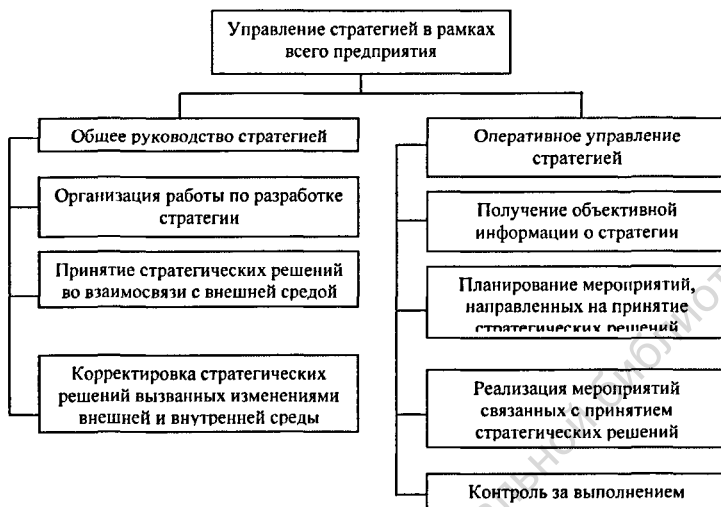 Управление стратегией в рамках
всего предприятия
Общее руководство стратегией
Организация работы по разработке
стратегии
Принятие стратегических решений
во взаимосвязи с внешней средой
Корректировка стратегических
решений вызванных изменениями
внешней и внутренней среды
Оперативное управление
стратегией
Получение объективной
информации о стратегии
Планирование мероприятий,
направленных на принятие
стратегических решений
Реализация мероприятий
связанных с принятием
стратегических решений
Контроль за выполнением